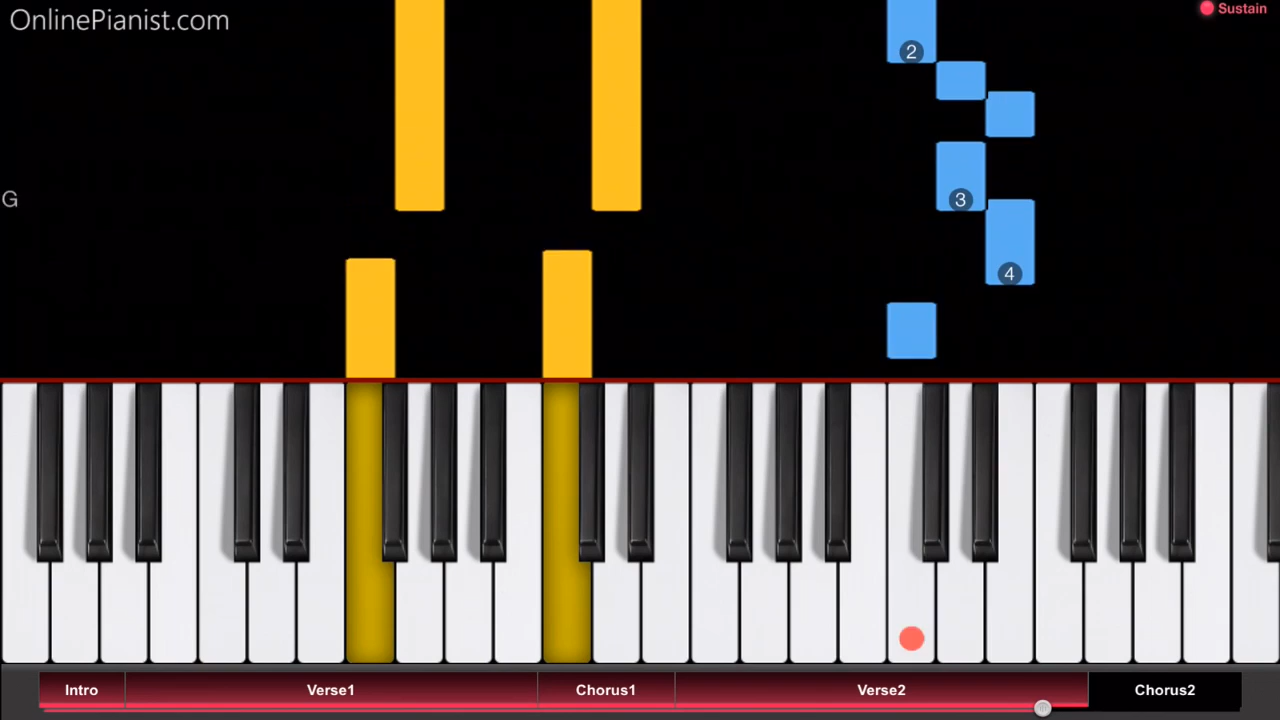 OnlinePianist.com
Sustain
2
3
G
4
Intro
Verse1
Chorus1
Verse2
Chorus2